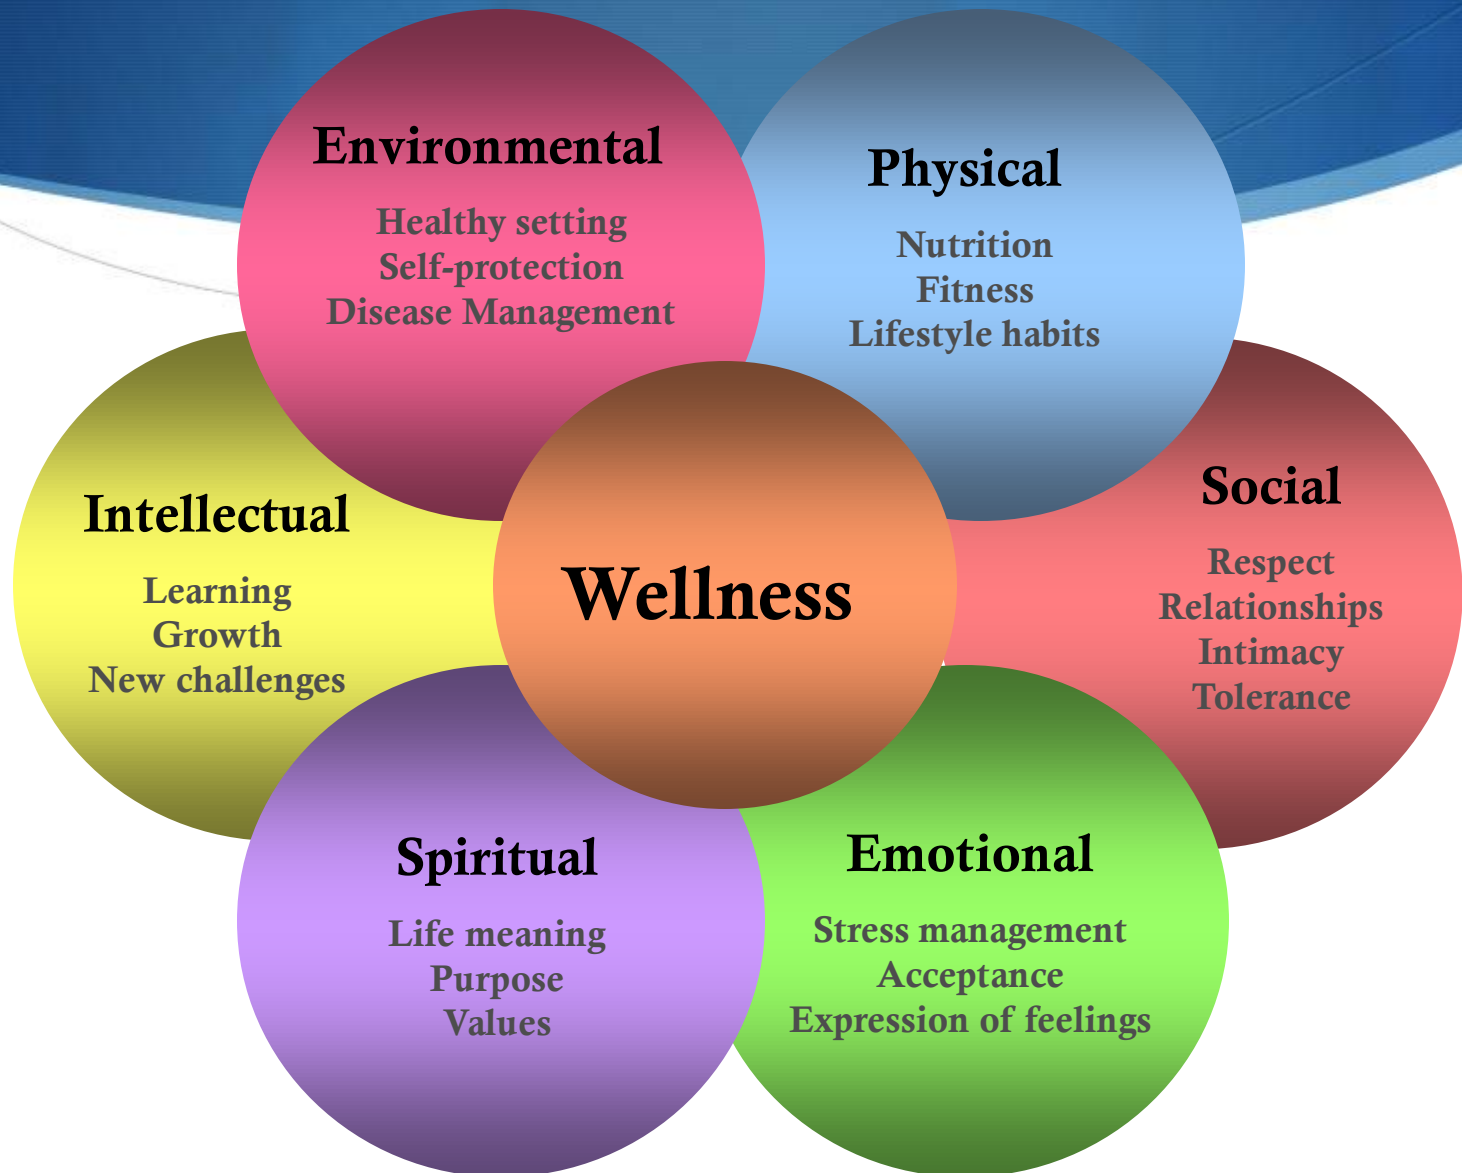 Environmental
Healthy setting
Self-protection
Disease Management
Physical
Nutrition
Fitness
Lifestyle habits
Intellectual
Learning
Growth
New challenges
Wellness
Social
Respect
Relationships
Intimacy
Tolerance
Spiritual
Life meaning
Purpose
Values
Emotional
Stress management
Acceptance
Expression of feelings